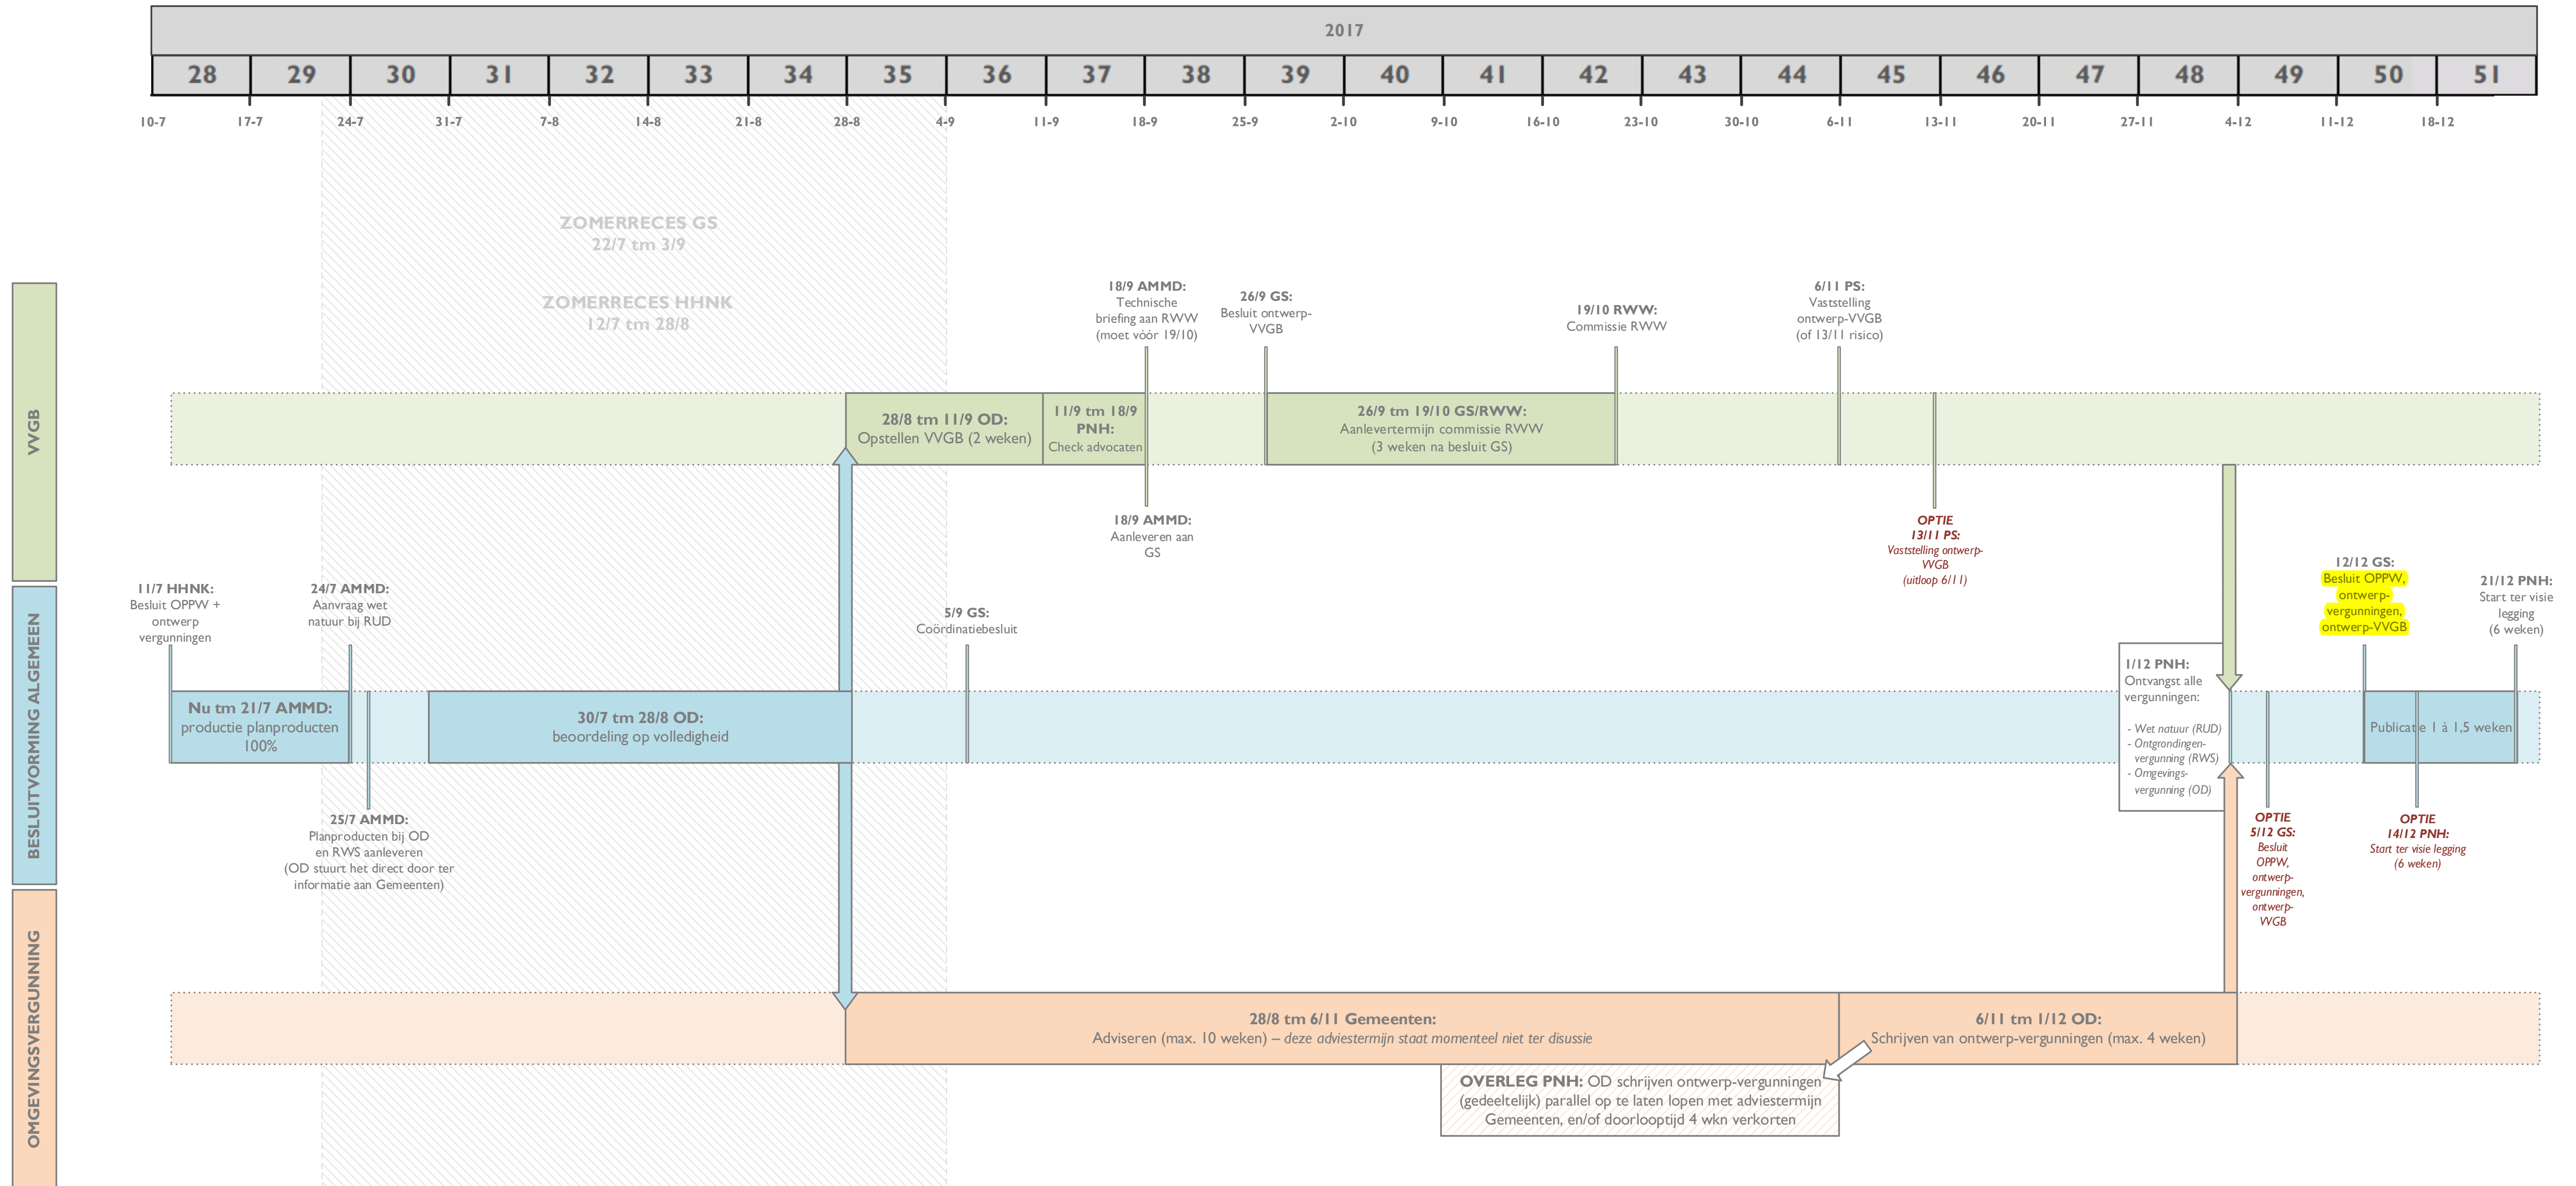 2017
28 29 30 31 32 33 34 35 36 37 38 39 40 41 42 43 44 45 46 47 48 49 50 51
10-7 17-7 24-7 31-7 7-8 14-8 21-8 28-8 4-9 11-9 18-9 25-9 2-10 9-10 16-10 23-10 30-10 6-11 13-11 20-11 27-11 4-12 11-12 18-12
ZOMERRECES GS
22/7 tm 3/9
ZOMERRECES HHNK
12/7 tm 28/8
VVGB
18/9 AMMD:
Technische
briefing aan RWW
(moet vóór 19/10)
26/9 GS:
Besluit ontwerp-
VVGB
19/10 RWW:
Commissie RWW
6/11 PS:
Vaststelling
ontwerp-VVGB
(of 13/11 risico)
28/8 tm 11/9 OD:
Opstellen VVGB (2 weken)
11/9 tm 18/9
PNH:
Check advocaten
26/9 tm 19/10 GS/RWW:
Aanlevertermijn commissie RWW
(3 weken na besluit GS)
18/9 AMMD:
Aanleveren aan
GS
OPTIE
13/11 PS:
Vaststelling ontwerp-
VVGB
(uitloop 6/11)
BESLUITVORMING ALGEMEEN
11/7 HHNK:
Besluit OPPW +
ontwerp
vergunningen
24/7 AMMD:
Aanvraag wet
natuur bij RUD
5/9 GS:
Coördinatiebesluit
12/12 GS:
Besluit OPPW,
ontwerp-
vergunningen,
ontwerp-VVGB
21/12 PNH:
Start ter visie
legging
(6 weken)
Nu tm 21/7 AMMD:
productie planproducten
100%
30/7 tm 28/8 OD:
beoordeling op volledigheid
1/12 PNH:
Ontvangst alle
vergunningen:
- Wet natuur (RUD)
- Ontgrondingen-
vergunning (RWS)
- Omgevings-
vergunning (OD)
Publicatie 1 à 1,5 weken
25/7 AMMD:
Planproducten bij OD
en RWS aanleveren
(OD stuurt het direct door ter
informatie aan Gemeenten)
OPTIE
5/12 GS:
Besluit
OPPW,
ontwerp-
vergunningen,
ontwerp-
VVGB
OPTIE
14/12 PNH:
Start ter visie legging
(6 weken)
OMGEVINGSVERGUNNING
28/8 tm 6/11 Gemeenten:
Adviseren (max. 10 weken) – deze adviestermijn staat momenteel niet ter disussie
6/11 tm 1/12 OD:
Schrijven van ontwerp-vergunningen (max. 4 weken)
OVERLEG PNH: OD schrijven ontwerp-vergunningen
(gedeeltelijk) parallel op te laten lopen met adviestermijn
Gemeenten, en/of doorlooptijd 4 wkn verkorten